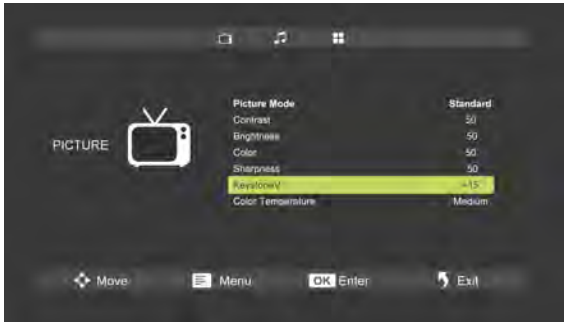 Picture Mode Standard
Contrast 50
Brightness 50
PICTURE
Color 50
Sharpness 50
KeystoneV
Color Temperature Medium
Move Menu OK Enter Exit